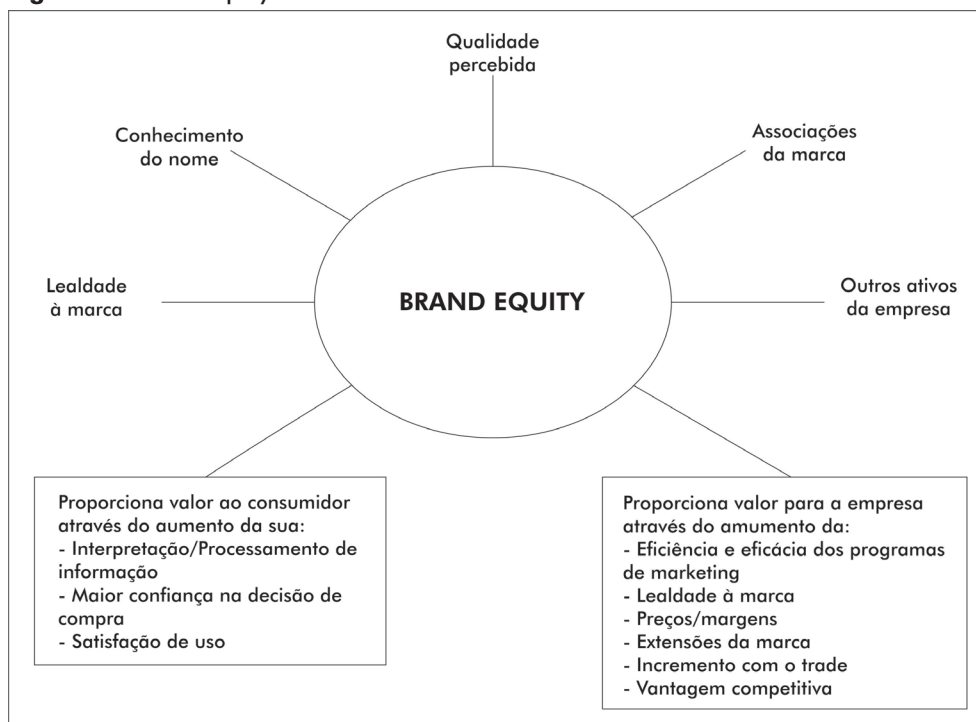 Qualidade
percebida
Conhecimento
do nome
Associações
da marca
Lealdade
à marca
BRAND EQUITY
Outros ativos
da empresa
Proporciona valor ao consumidor
através do aumento da sua:
- Interpretação/Processamento de
informação
- Maior confiança na decisão de
compra
- Satisfação de uso
Proporciona valor para a empresa
através do amumento da:
- Eficiência e eficácia dos programas
de marketing
- Lealdade à marca
- Preços/margens
- Extensões da marca
- Incremento com o trade
- Vantagem competitiva